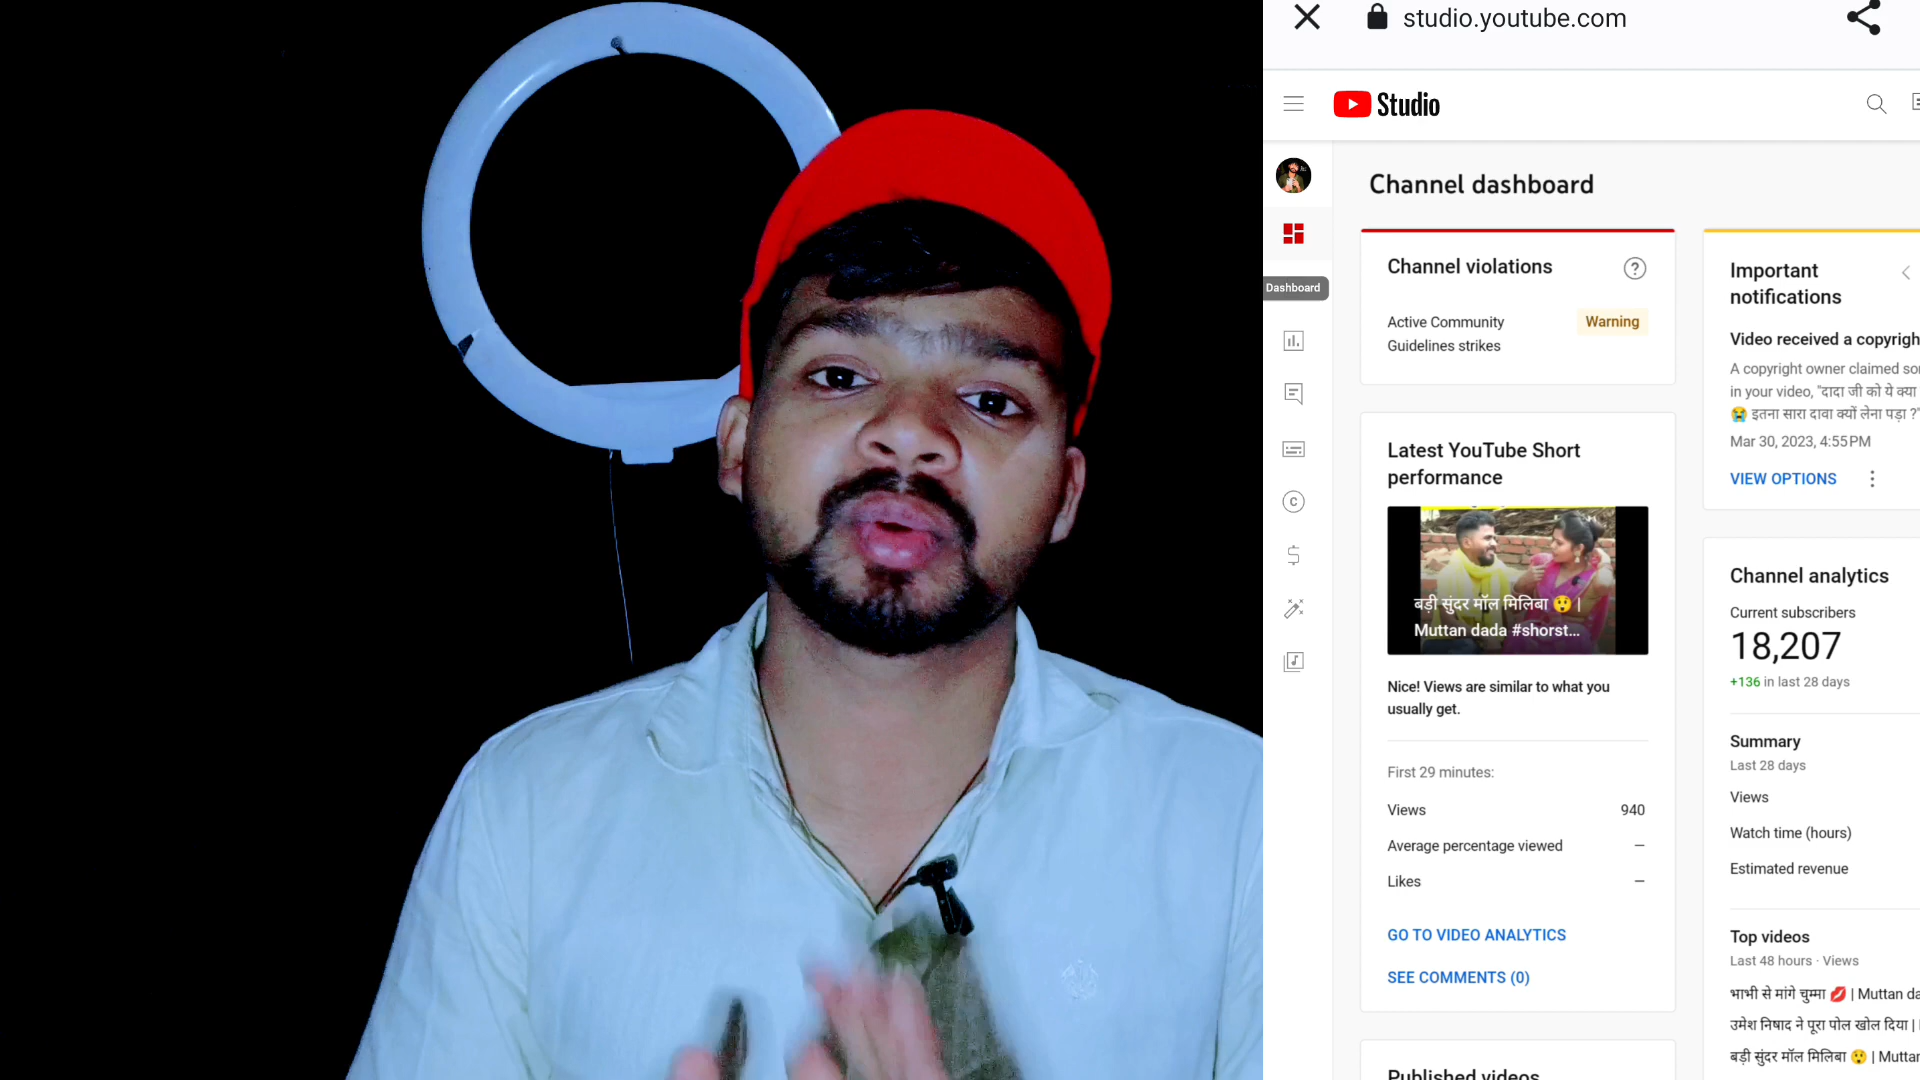 studio.youtube.com
Studio
Channel dashboard
Dashboard
Channel violations
Active Community
Guidelines strikes
Warning
Latest YouTube Short
performance
बड़ी सुंदर मॉल मिलिबा 😲 |
Muttan dada #shorst...
Nice! Views are similar to what you
usually get.
First 29 minutes:
Views 940
Average percentage viewed –
Likes –
GO TO VIDEO ANALYTICS
SEE COMMENTS (0)
Published videos
Important
notifications
Video received a copyrigh
A copyright owner claimed
in your video, "दादा जी को ये क्या
😭 इतना सारा दावा क्यों लेना पड़ा ?"
Mar 30, 2023, 4:55 PM
VIEW OPTIONS
Channel analytics
Current subscribers
18,207
+136 in last 28 days
Summary
Last 28 days
Views
Watch time (hours)
Estimated revenue
Top videos
Last 48 hours · Views
भाभी से मांगे चुम्मा 💋 | Muttan da
उमेश निषाद ने पूरा पोल खोल दिया |
बड़ी सुंदर मॉल मिलिबा 😲 | Muttan